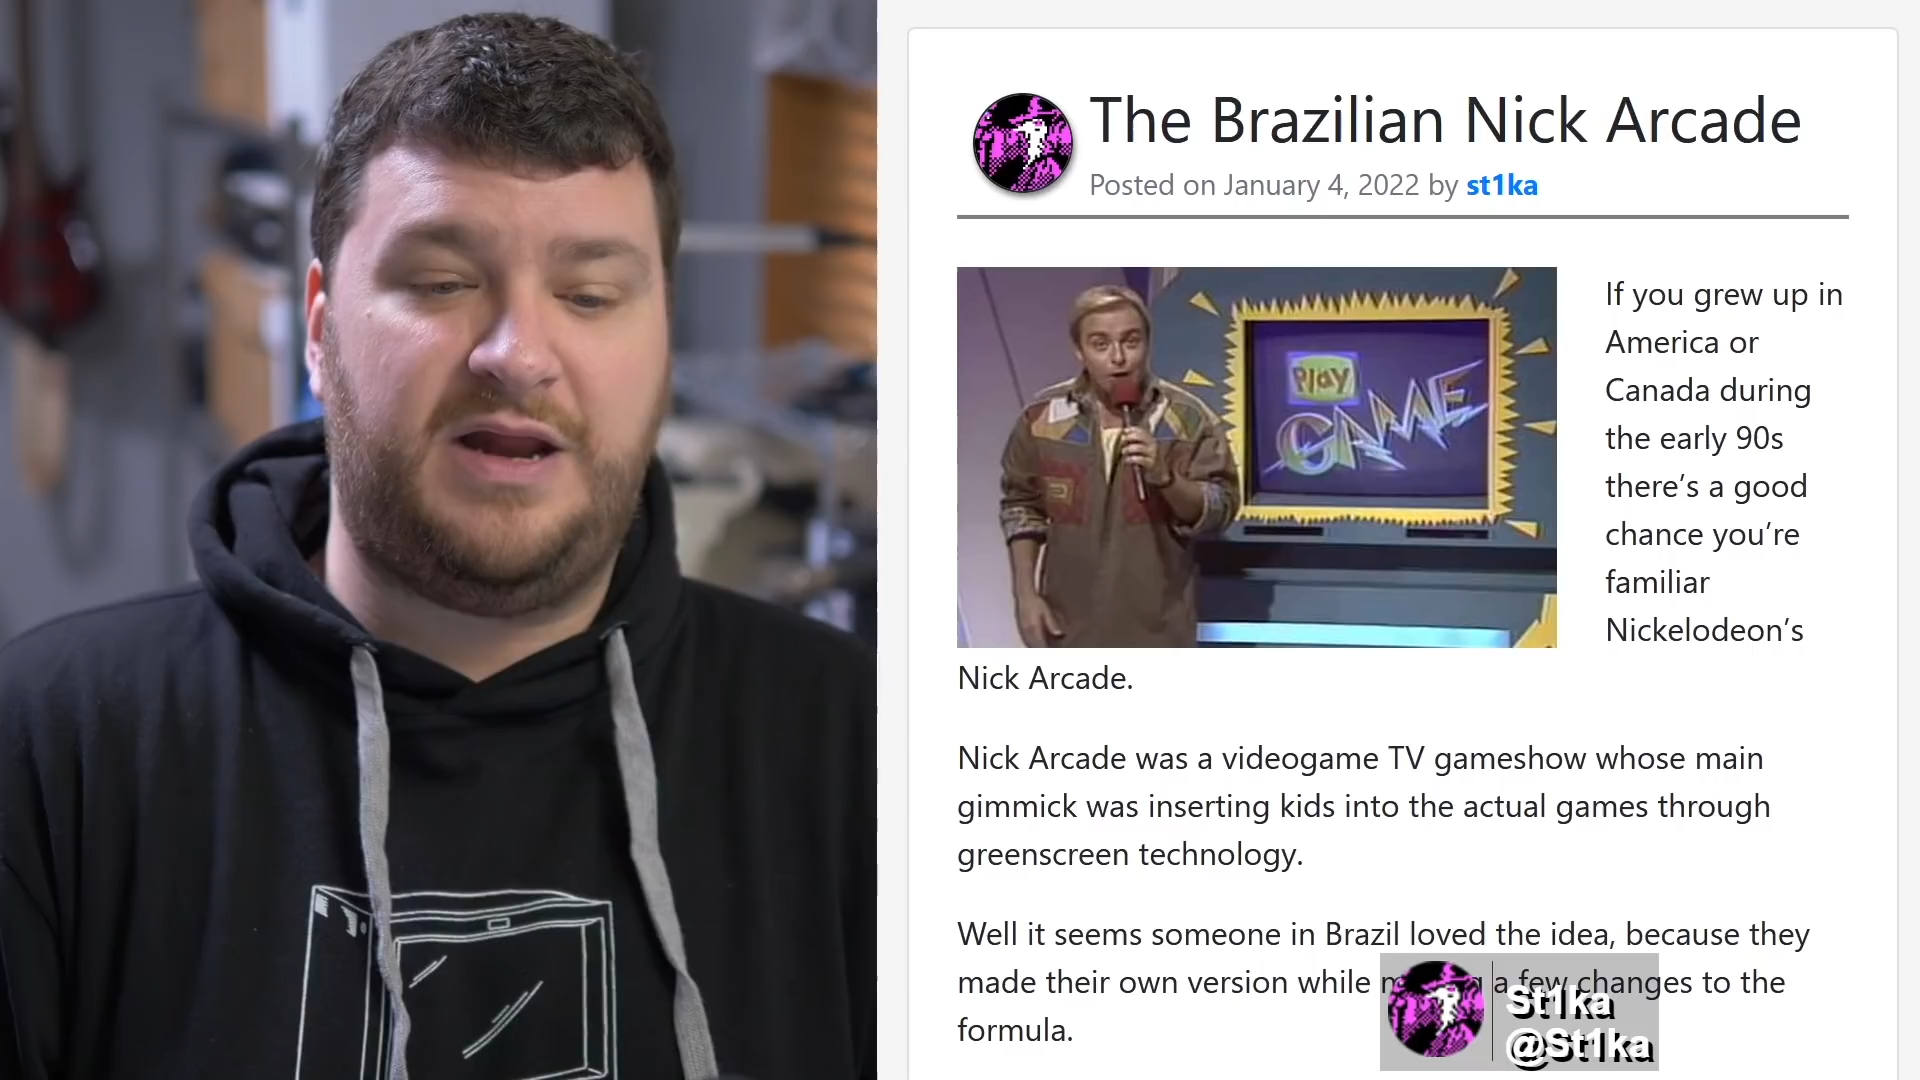 The Brazilian Nick Arcade
Posted on January 4, 2022 by st1ka
Play
GAME
If you grew up in
America or
Canada during
the early 90s
there’s a good
chance you’re
familiar
Nickelodeon’s
Nick Arcade.
Nick Arcade was a videogame TV gameshow whose main
gimmick was inserting kids into the actual games through
greenscreen technology.
Well it seems someone in Brazil loved the idea, because they
made their own version while a few changes to the
formula.
St1ka
@St1ka